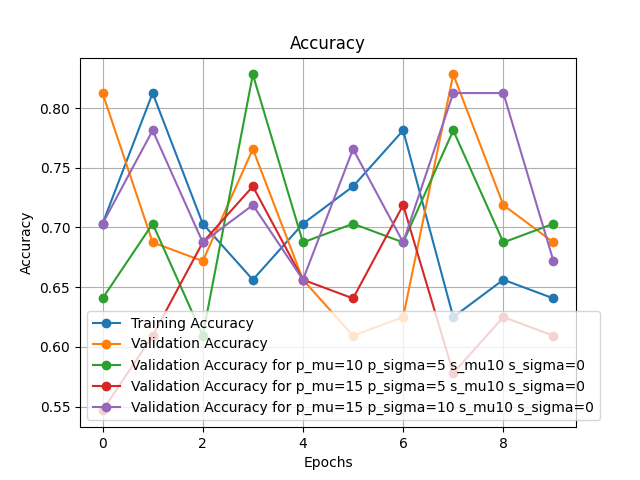 Accuracy
Accuracy
0.80
0.75
0.70
0.65
0.60
0.55
Training Accuracy
Validation Accuracy
Validation Accuracy for p_mu=10 p_sigma=5 s_mu10 s_sigma=0
Validation Accuracy for p_mu=15 p_sigma=5 s_mu10 s_sigma=0
Validation Accuracy for p_mu=15 p_sigma=10 s_mu10 s_sigma=0
0 2 4 6 8
Epochs